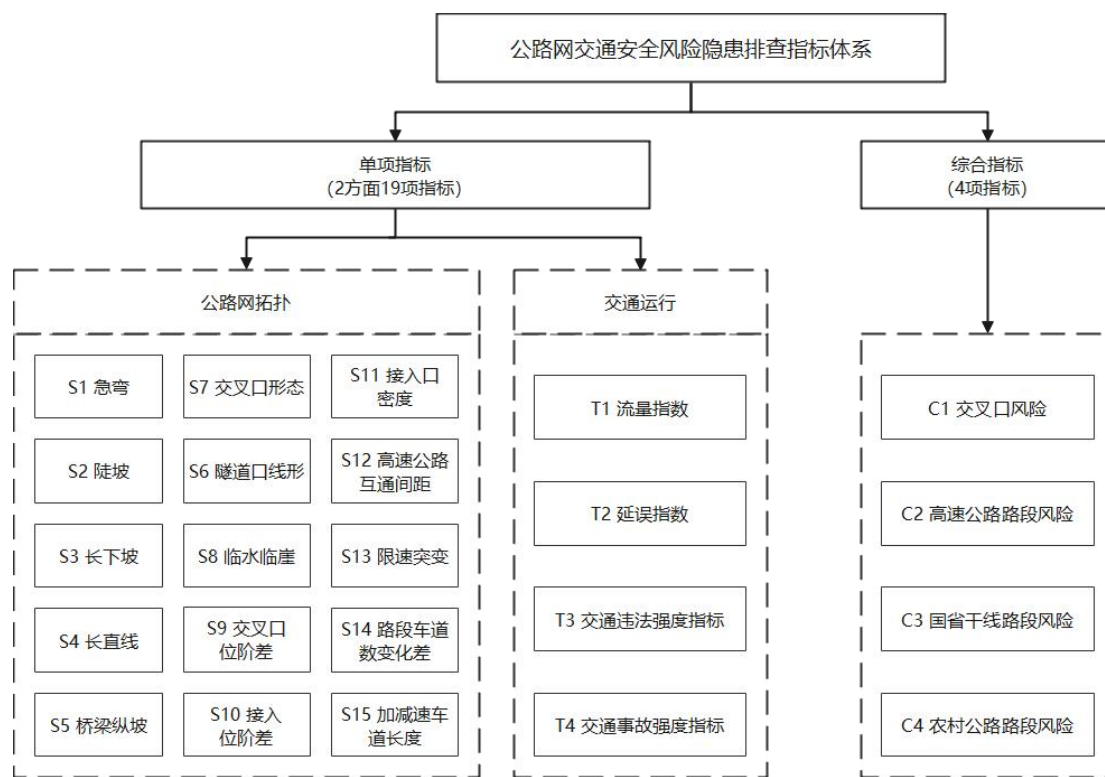 公路网交通安全风险隐患排查指标体系
单项指标
(2方面19项指标)
综合指标
(4项指标)
公路网拓扑
交通运行
S1 急弯
S7 交叉口形态
S11 接入口
密度
S2 陡坡
S6 隧道口线形
S12 高速公路
互通间距
S3 长下坡
S8 临水临崖
S13 限速突变
S4 长直线
S9 交叉口
位阶差
S14 路段车道
数变化差
S5 桥梁纵坡
S10 接入
位阶差
S15 加减速车
道长度
T1 流量指数
T2 延误指数
T3 交通违法强度指标
T4 交通事故强度指标
C1 交叉口风险
C2 高速公路路段风险
C3 国省干线路段风险
C4 农村公路路段风险